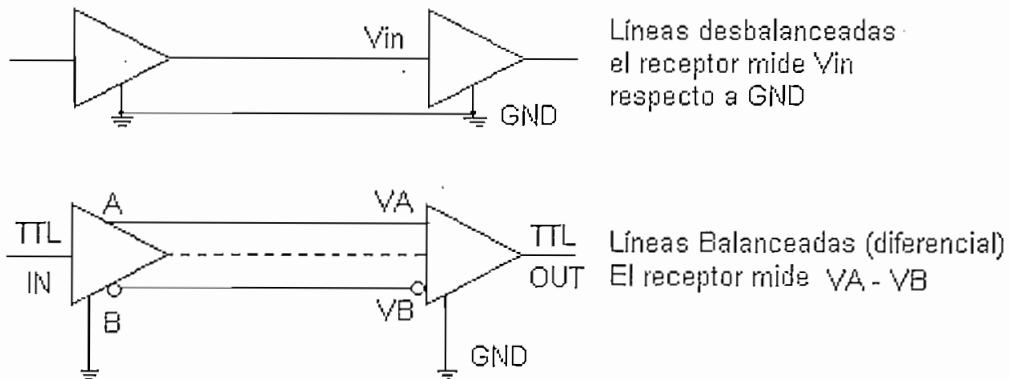 Vin
Líneas desbalanceadas
el receptor mide Vin
respecto a GND
GND
A
VA
TTL
IN
TTL
OUT
Líneas Balanceadas (diferencial)
El receptor mide VA - VB
B
VB
GND